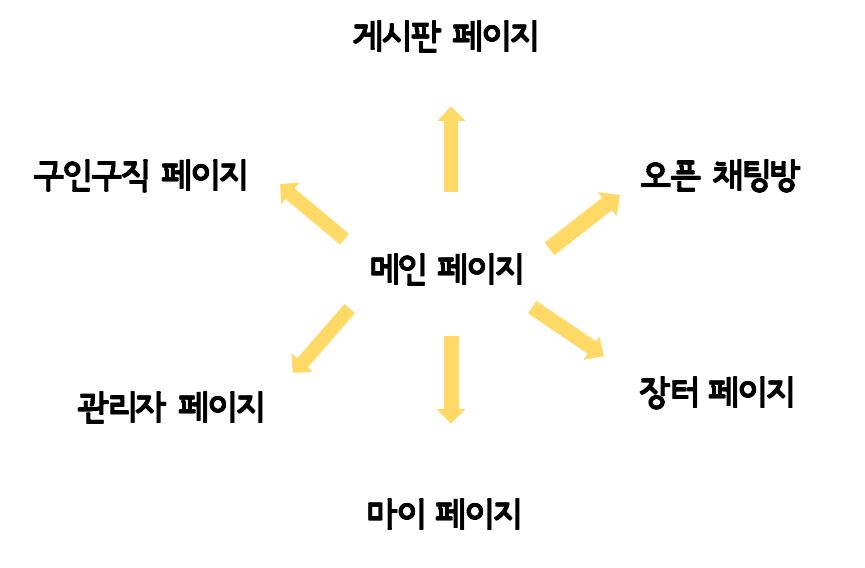 게시판 페이지
구인구직 페이지
오픈 채팅방
메인 페이지
관리자 페이지
장터 페이지
마이 페이지